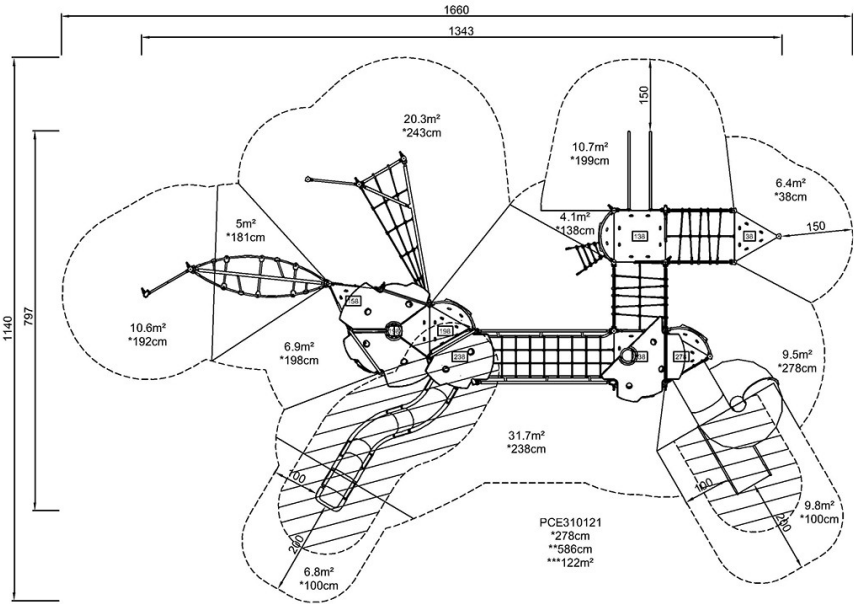 1660
1343
150
20.3m²
*243cm
10.7m²
*199cm
6.4m²
*38cm
5m²
*181cm
4.1m²
*138cm
138
38
150
1140
797
158
198
10.6m²
*192cm
6.9m²
*198cm
238
38
278
9.5m²
*278cm
31.7m²
*238cm
100
100
9.8m²
*100cm
PCE310121
*278cm
**586cm
***122m²
200
200
6.8m²
*100cm